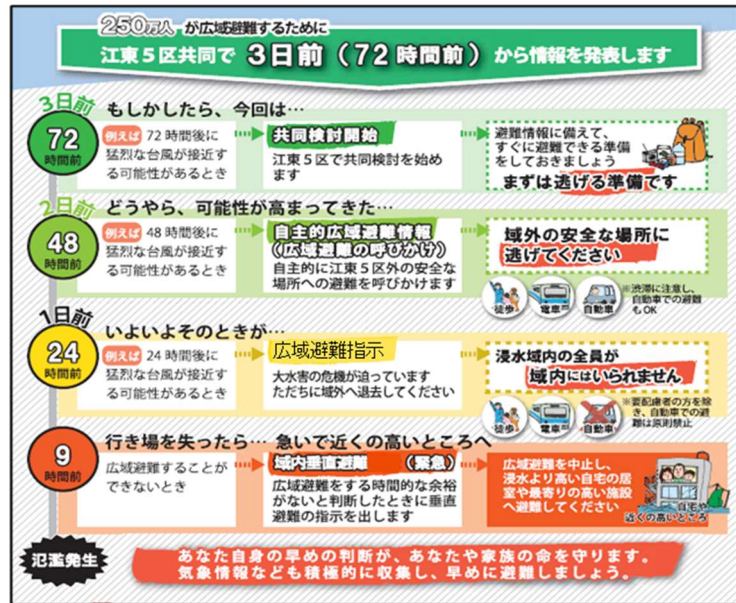 250万人 が広域避難するために
江東5区共同で 3日前（72時間前）から情報を発表します
3日前 もしかしたら、今回は…
72
時間前
例えば 72時間後に
猛烈な台風が接近す
る可能性があるとき
共同検討開始
江東5区で共同検討を始め
ます
避難情報に備えて、
すぐに避難できる準備
をしておきましょう
まずは逃げる準備です
2日前 どうやら、可能性が高まってきた…
48
時間前
例えば 48時間後に
猛烈な台風が接近す
る可能性があるとき
自主的広域避難情報
（広域避難の呼びかけ）
自主的に江東5区外の安全な
場所への避難を呼びかけます
域外の安全な場所に
逃げてください
徒歩 電車 自動車
※渋滞に注意し、
自動車での避難
もOK
1日前 いよいよそのときが…
24
時間前
例えば 24時間後に
猛烈な台風が接近す
る可能性があるとき
広域避難指示
大水害の危機が迫っています
ただちに域外へ退去してください
浸水域内の全員が
域内にはいられません
徒歩 電車 自動車
※要配慮者の方を除
き、自動車での避
難は原則禁止
行き場を失ったら… 急いで近くの高いところへ
9
時間前
広域避難することが
できないとき
域内垂直避難 （緊急）
広域避難をする時間的な余裕
がないと判断したときに垂直
避難の指示を出します
広域避難を中止し、
浸水より高い自宅の居
室や最寄りの高い施設
へ避難してください
自宅や
近くの高いところ
氾濫発生
あなた自身の早めの判断が、あなたや家族の命を守ります。
気象情報なども積極的に収集し、早めに避難しましょう。